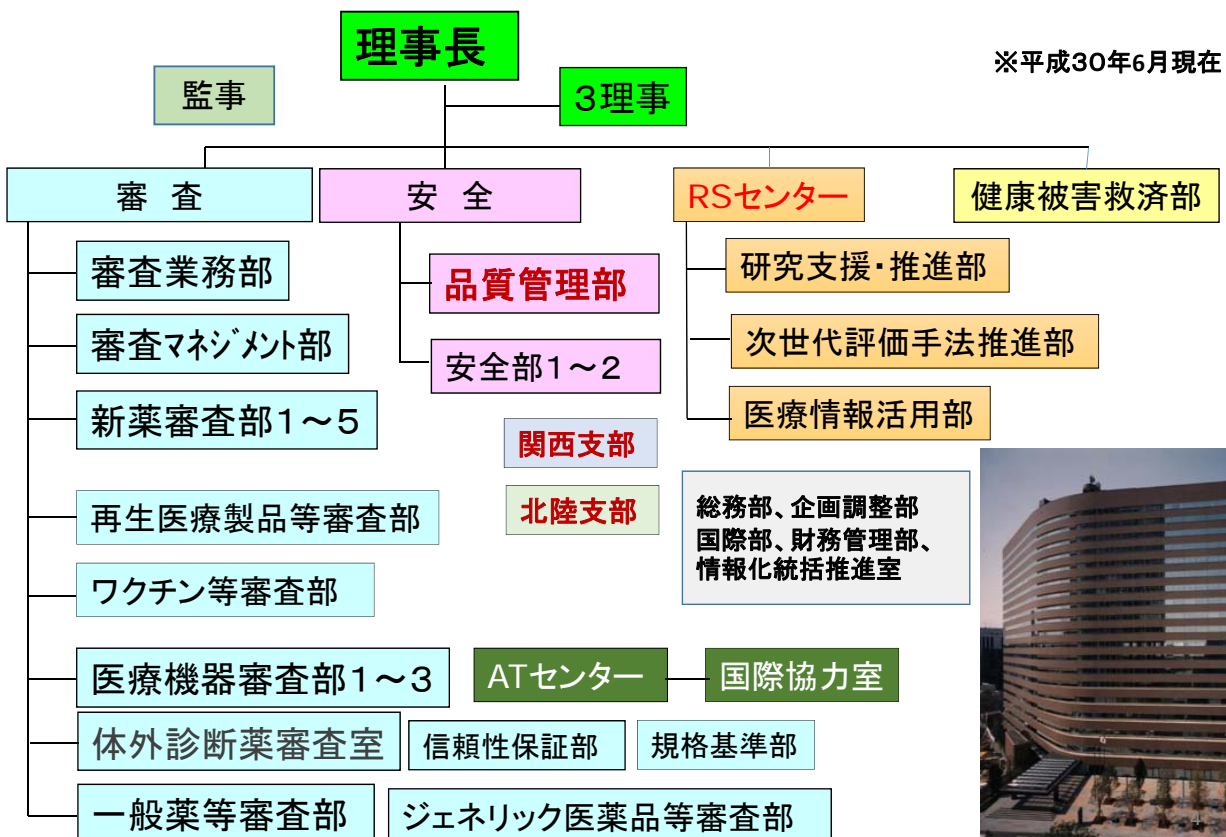 理事長
※平成30年6月現在
監事
3理事
審 査
安 全
RSセンター
健康被害救済部
審査業務部
品質管理部
研究支援・推進部
審査マネジメント部
安全部1~2
次世代評価手法推進部
新薬審査部1~5
医療情報活用部
関西支部
再生医療製品等審査部
北陸支部
総務部、企画調整部
国際部、財務管理部、
情報化統括推進室
ワクチン等審査部
医療機器審査部1~3
ATセンター
国際協力室
体外診断薬審査室
信頼性保証部
規格基準部
一般薬等審査部
ジェネリック医薬品等審査部
4